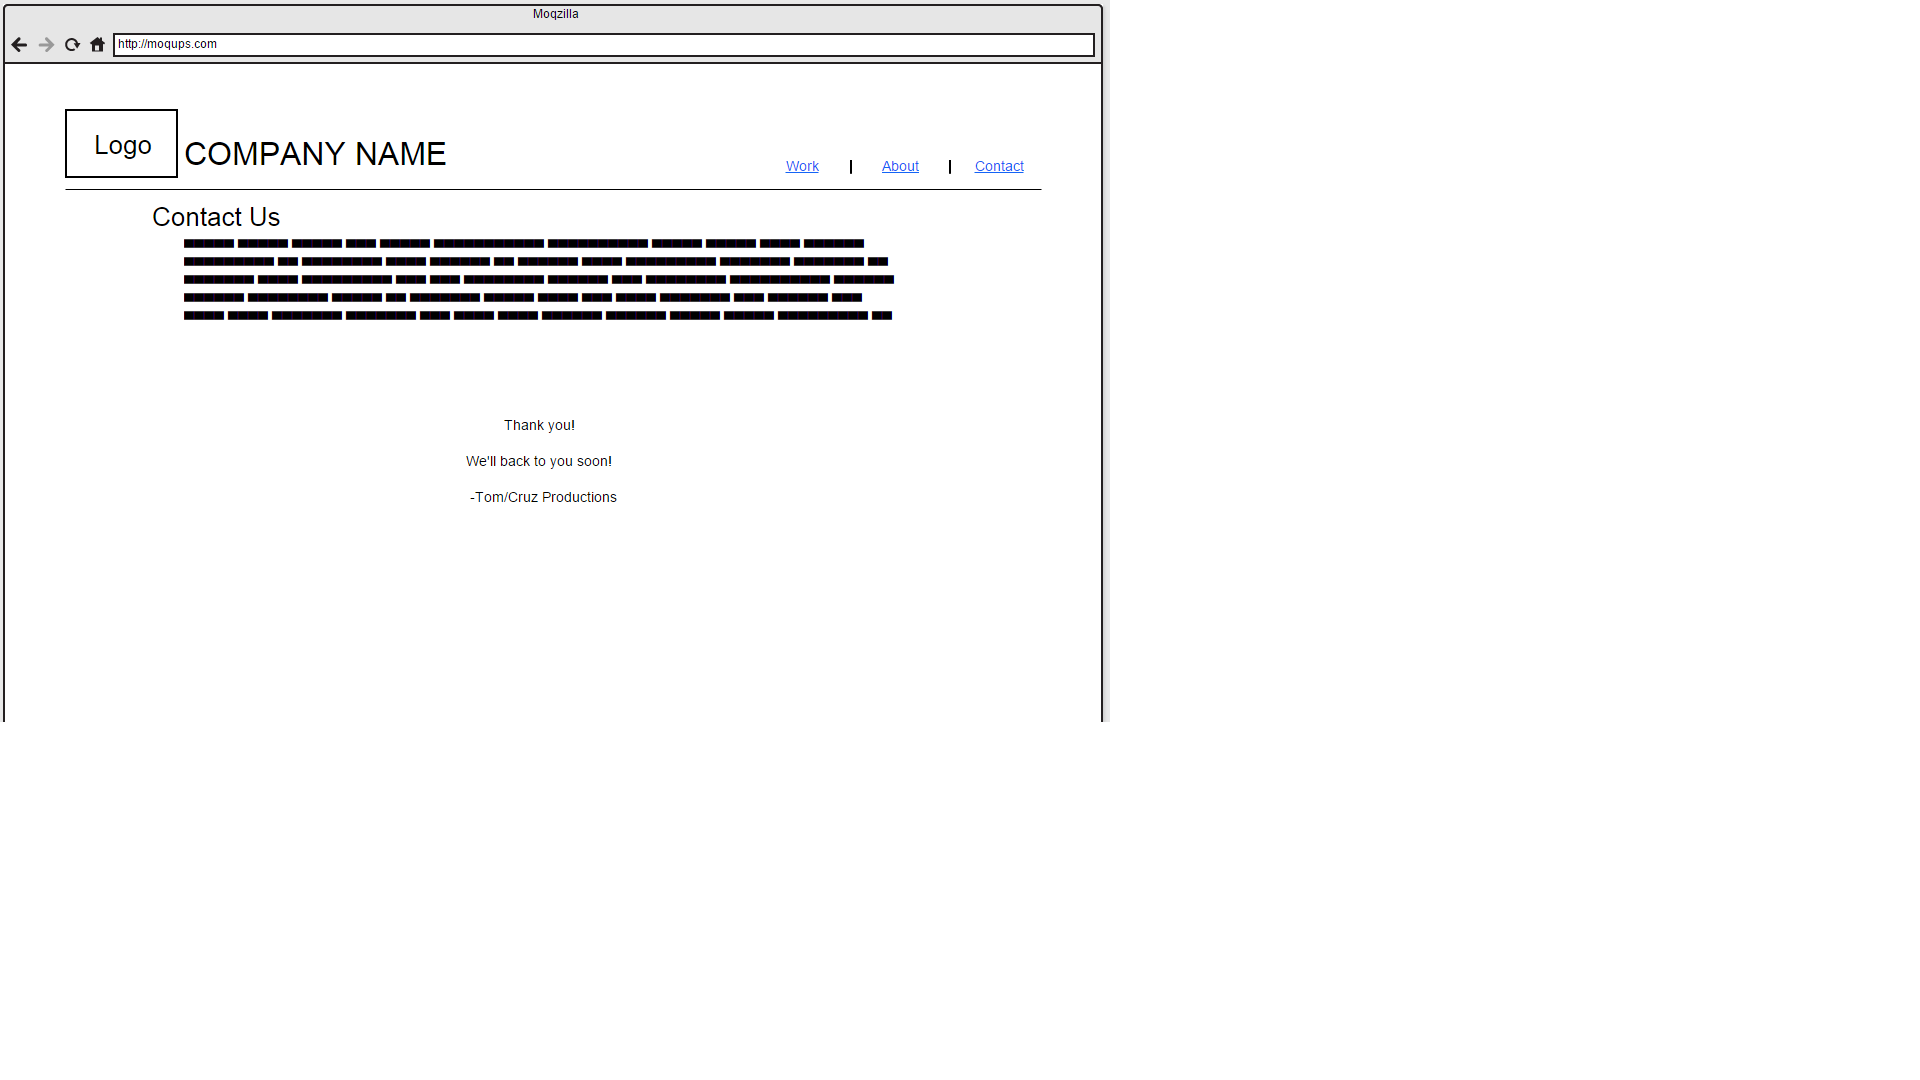 Moqzilla
http://moqups.com
Logo
COMPANY NAME
Work | About | Contact
Contact Us
Thank you!
We'll back to you soon!
-Tom/Cruz Productions